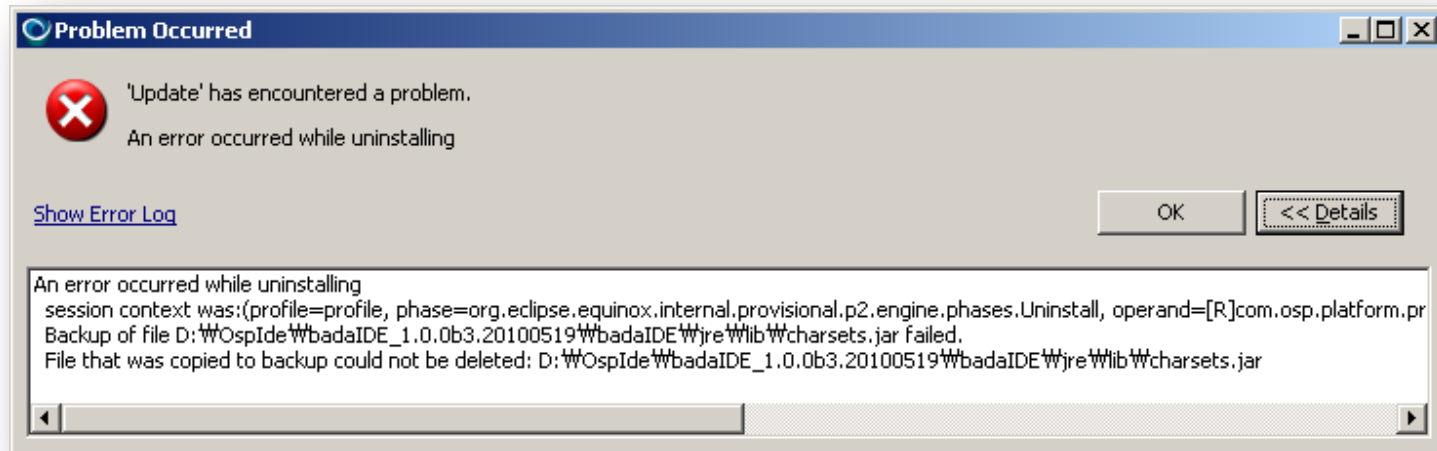 Problem Occurred
'Update' has encountered a problem.
An error occurred while uninstalling
Show Error Log
OK
<< Details
An error occurred while uninstalling
session context was:(profile=profile, phase=org.eclipse.equinox.internal.provisional.p2.engine.phases.Uninstall, operand=[R]com.osp.platform.pr
Backup of file D:₩OspIde₩badaIDE_1.0.0b3.20100519₩badaIDE₩jre₩lib₩charsets.jar failed.
File that was copied to backup could not be deleted: D:₩OspIde₩badaIDE_1.0.0b3.20100519₩badaIDE₩jre₩lib₩charsets.jar